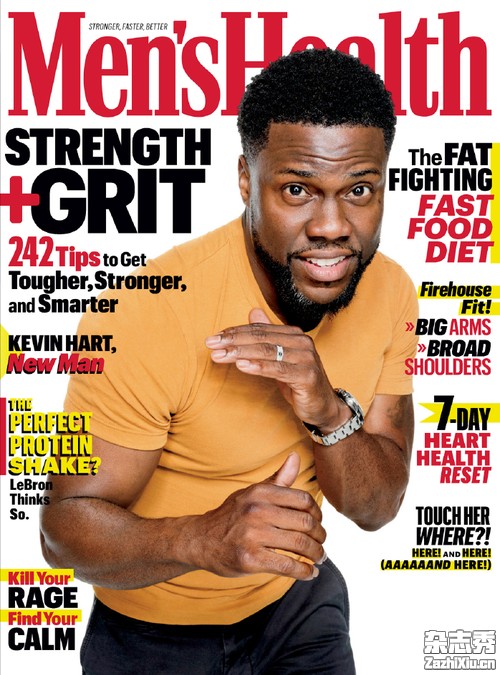 STRONGER, FASTER, BETTER
Men'sHealth
STRENGTH
+GRIT
242 Tips to Get
Tougher, Stronger,
and Smarter
KEVIN HART,
New Man
THE
PERFECT
PROTEIN
SHAKE?
LeBron
Thinks
So.
Kill Your
RAGE
Find Your
CALM
The FAT
FIGHTING
FAST
FOOD
DIET
Firehouse
Fit!
»BIG ARMS
»BROAD
SHOULDERS
7-DAY
HEART
HEALTH
RESET
TOUCH HER
WHERE?!
HERE! AND HERE!
(AAAAAAND HERE!)
杂志秀
ZazhiXiu.cn